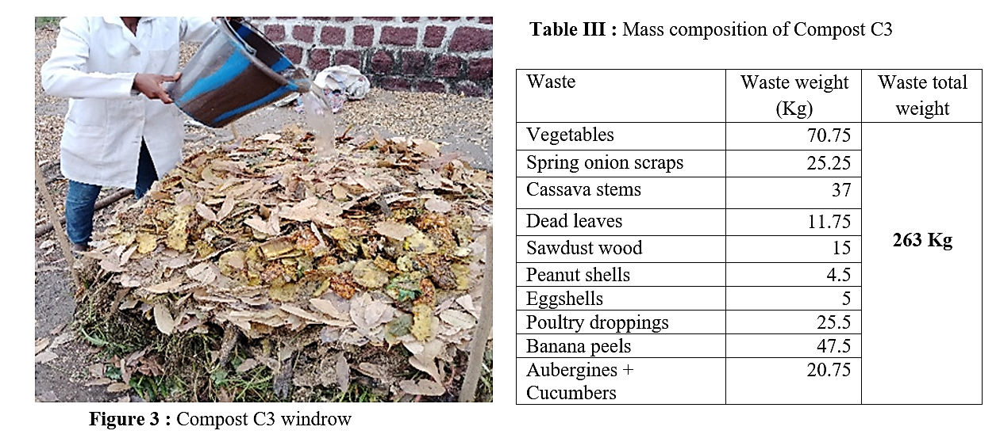 Table III : Mass composition of Compost C3
Waste
Waste weight
(Kg)
Waste total
weight
Vegetables 70.75
Spring onion scraps 25.25
Cassava stems 37
Dead leaves 11.75
Sawdust wood 15
263 Kg
Peanut shells 4.5
Eggshells 5
Poultry droppings 25.5
Banana peels 47.5
Aubergines + 20.75
Cucumbers
Figure 3 : Compost C3 windrow